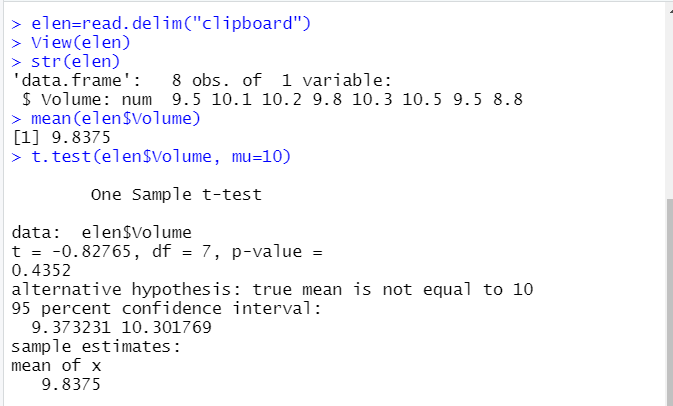 > elen=read.delim("clipboard")
> View(elen)
> str(elen)
'data.frame':   8 obs. of  1 variable:
 $ Volume: num  9.5 10.1 10.2 9.8 10.3 10.5 9.5 8.8
> mean(elen$Volume)
[1] 9.8375
> t.test(elen$Volume, mu=10)
One Sample t-test
data:  elen$Volume
t = -0.82765, df = 7, p-value =
0.4352
alternative hypothesis: true mean is not equal to 10
95 percent confidence interval:
  9.373231 10.301769
sample estimates:
mean of x
   9.8375